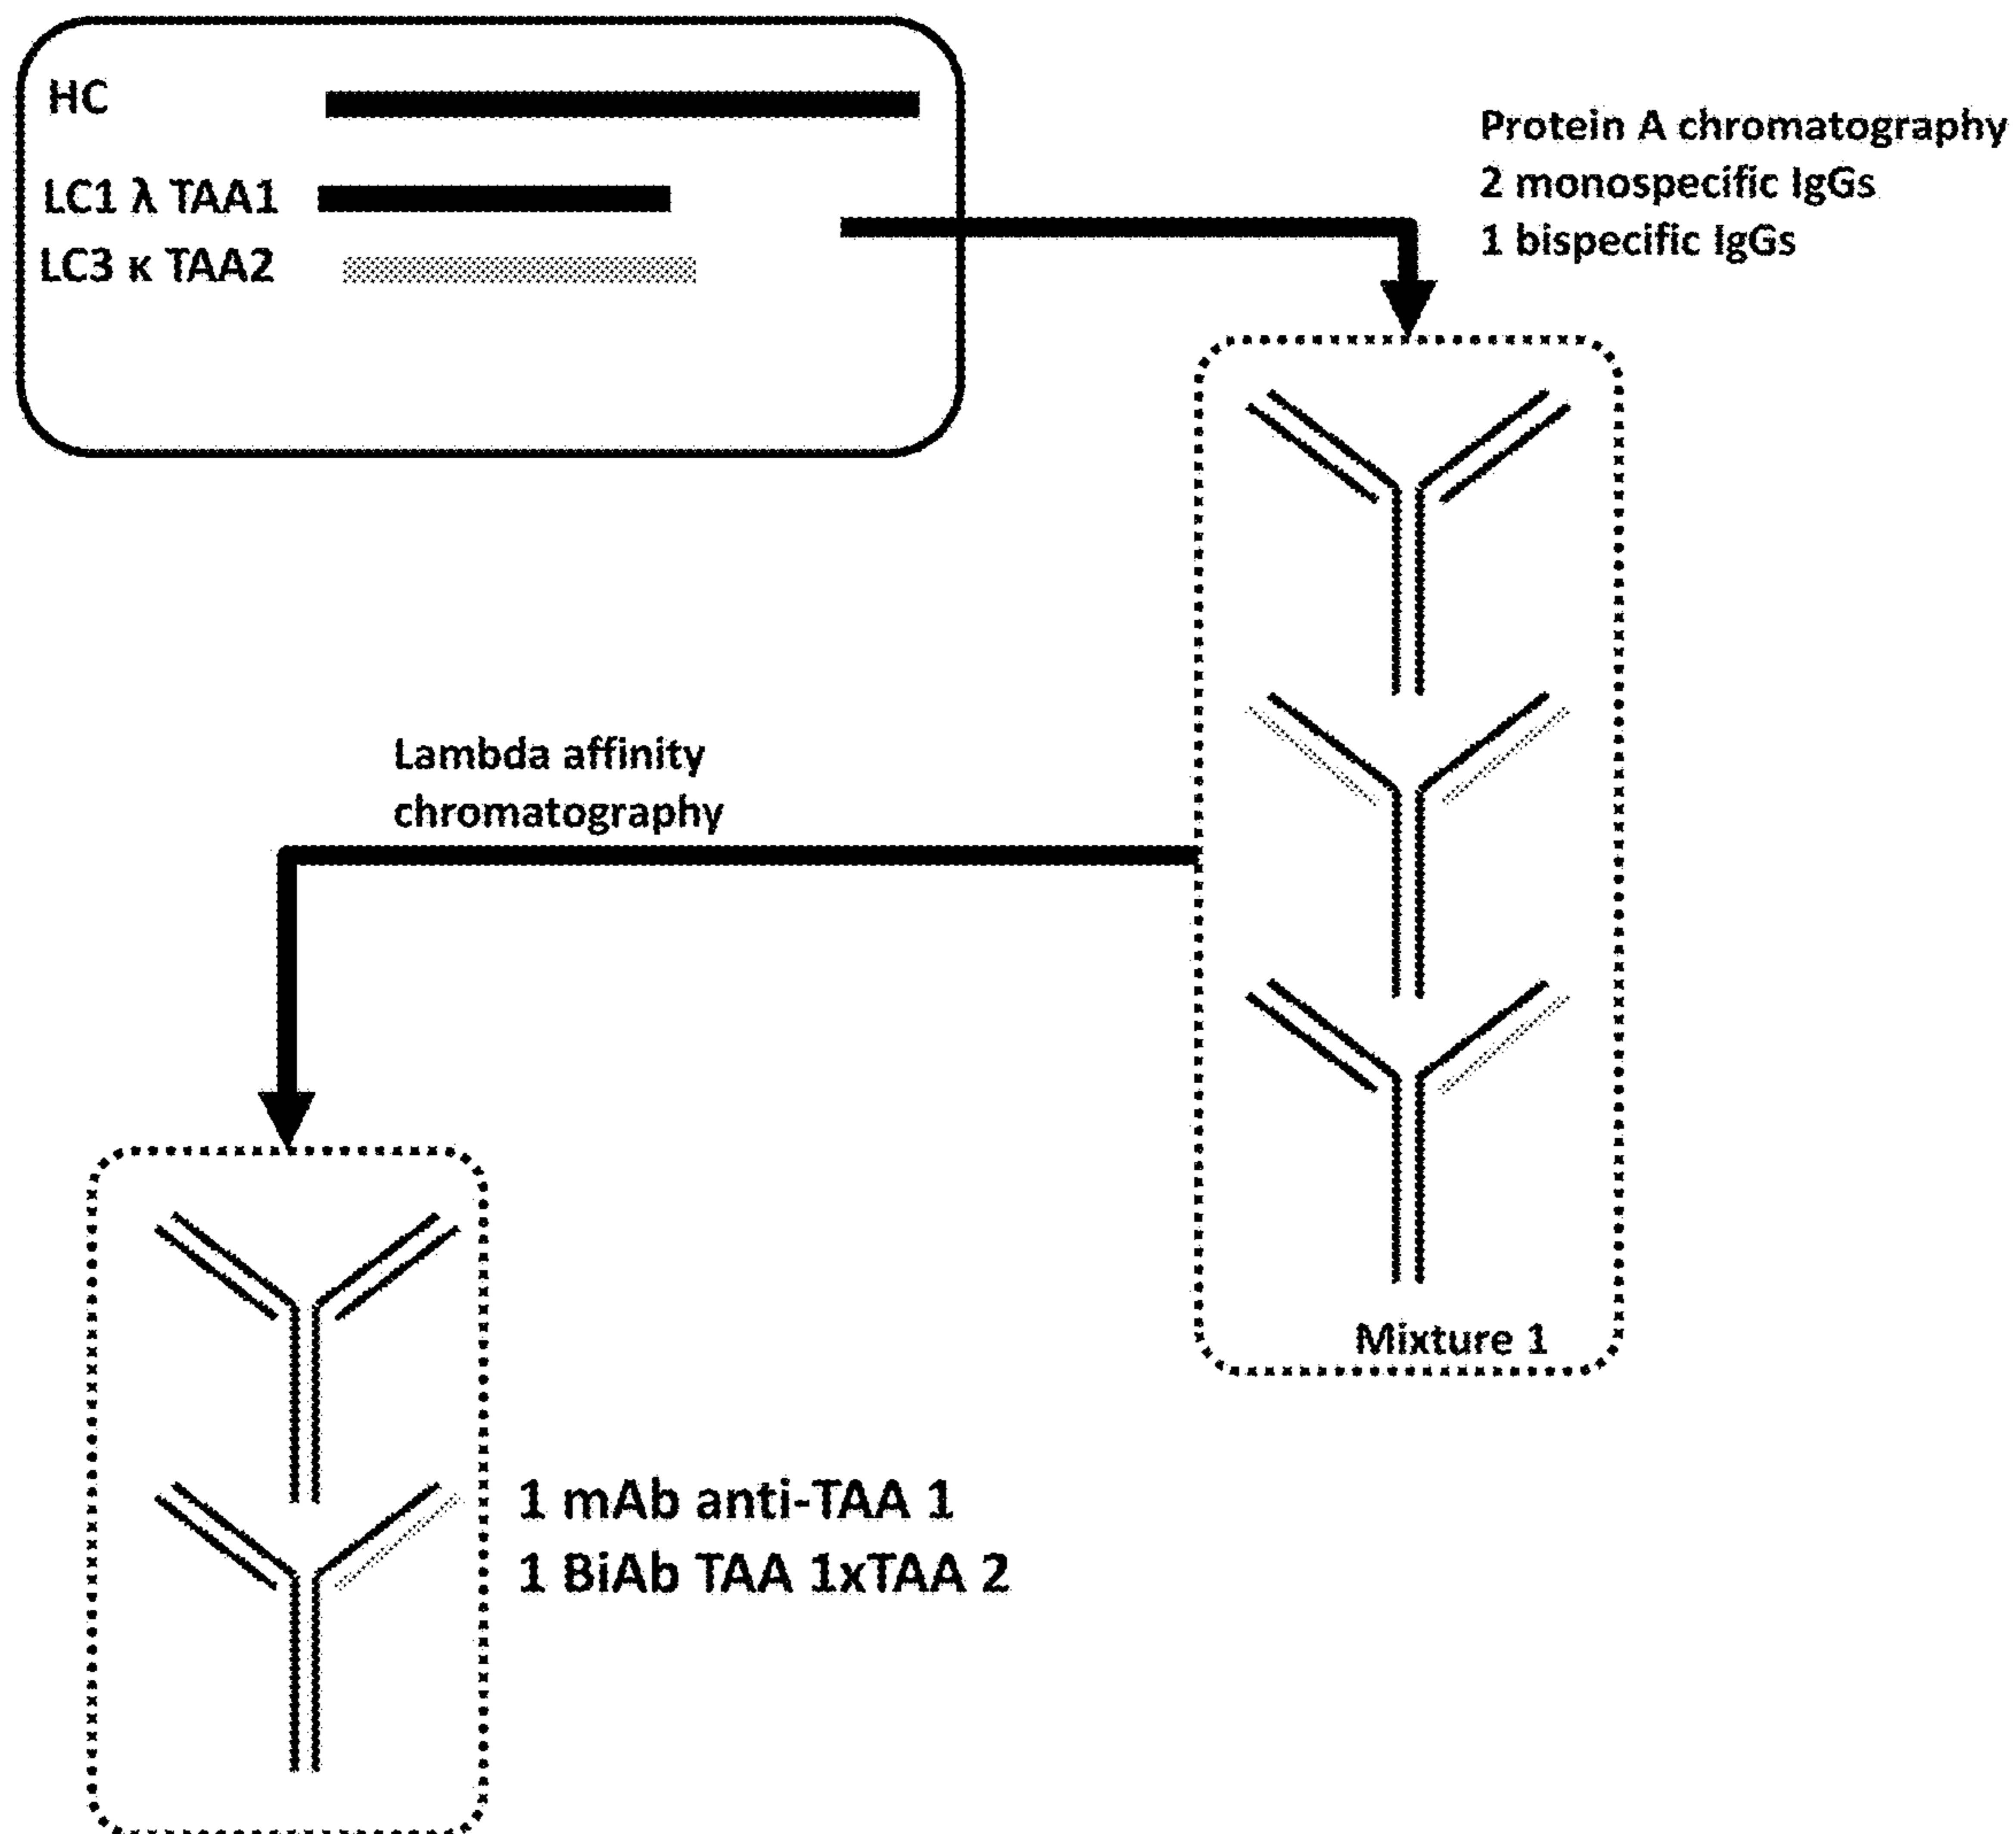 HC
LC1 λ TAA1
LC3 κ TAA2
Protein A chromatography
2 monospecific IgGs
1 bispecific IgGs
Lambda affinity
chromatography
Mixture 1
1 mAb anti-TAA 1
1 BiAb TAA 1xTAA 2